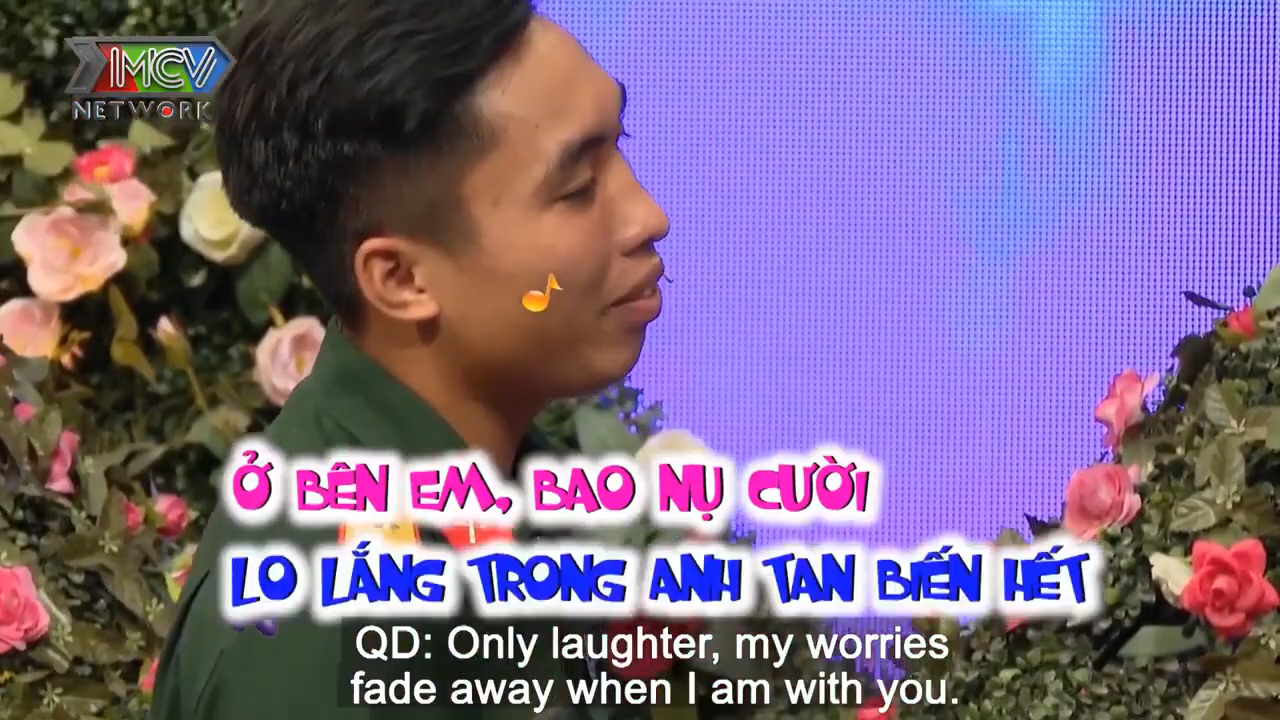 MCV
NETWORK
Ở BÊN EM, BAO NỤ CƯỜI
LO LẮNG TRONG ANH TAN BIẾN HẾT
QD: Only laughter, my worries
fade away when I am with you.